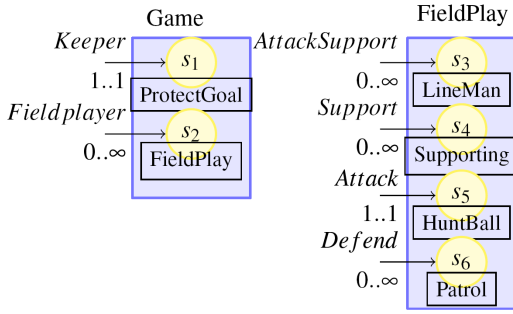 Game
Keeper
s1
1..1
ProtectGoal
Fieldplayer
s2
0..∞
FieldPlay
FieldPlay
AttackSupport
s3
0..∞
LineMan
Support
s4
0..∞
Supporting
Attack
s5
1..1
HuntBall
Defend
s6
0..∞
Patrol